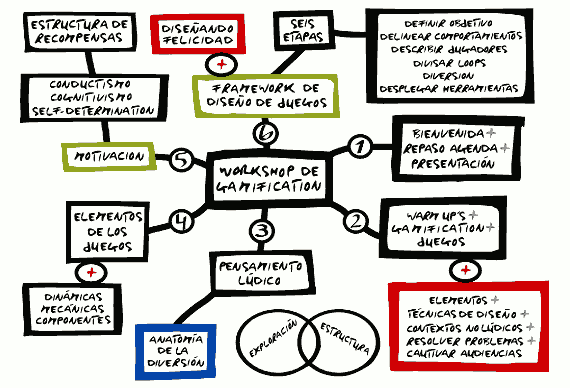 ESTRUCTURA DE
RECOMPENSAS
DISEÑANDO
FELICIDAD
SEIS
ETAPAS
DEFINIR OBJETIVO
DELINEAR COMPORTAMIENTOS
DESCRIBIR JUGADORES
DIVISAR LOOPS
DIVERSION
DESPLEGAR HERRAMIENTAS
+
CONDUCTISMO
COGNITIVISMO
SELF-DETERMINATION
FRAMEWORK DE
DISEÑO DE JUEGOS
6
1
BIENVENIDA +
REPASO AGENDA +
PRESENTACIÓN
MOTIVACION
5
WORKSHOP DE
GAMIFICATION
ELEMENTOS
DE LOS
JUEGOS
4
3
2
WARM UP'S +
GAMIFICATION +
JUEGOS
+
PENSAMIENTO
LÚDICO
+
DINÁMICAS
MECÁNICAS
COMPONENTES
ANATOMÍA
DE LA
DIVERSIÓN
EXPLORACIÓN
ESTRUCTURA
ELEMENTOS +
TÉCNICAS DE DISEÑO +
CONTEXTOS NO LÚDICOS +
RESOLVER PROBLEMAS +
CAUTIVAR AUDIENCIAS